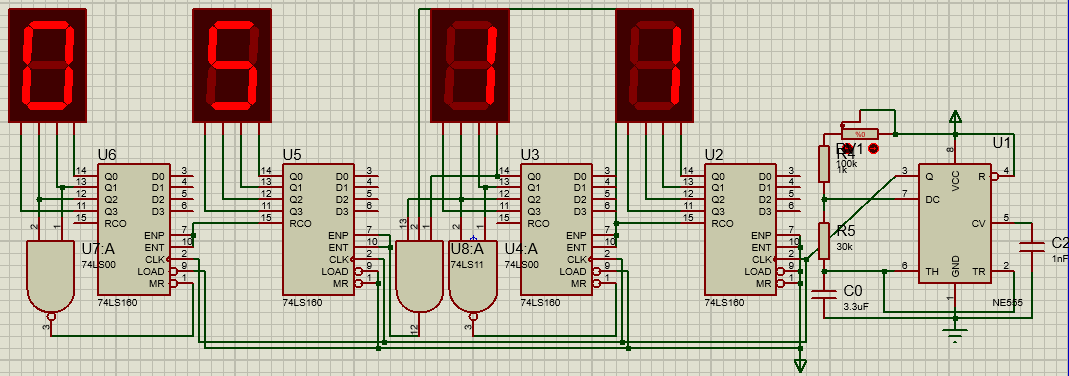 U6
U5
U3
U2
U1
14 Q0 D0 3
13 Q1 D1 4
12 Q2 D2 5
11 Q3 D3 6
15 RCO
ENP 7
ENT 10
CLK 2
LOAD 9
MR 1
74LS160
14 Q0 D0 3
13 Q1 D1 4
12 Q2 D2 5
11 Q3 D3 6
15 RCO
ENP 7
ENT 10
CLK 2
LOAD 9
MR 1
74LS160
14 Q0 D0 3
13 Q1 D1 4
12 Q2 D2 5
11 Q3 D3 6
15 RCO
ENP 7
ENT 10
CLK 2
LOAD 9
MR 1
74LS160
14 Q0 D0 3
13 Q1 D1 4
12 Q2 D2 5
11 Q3 D3 6
15 RCO
ENP 7
ENT 10
CLK 2
LOAD 9
MR 1
74LS160
2 1
U7:A
74LS00
3
13 2 1
U8:A
74LS11
12
2 1
U4:A
3
%0
100k
1k
R5
30k
C0
3.3uF
8
VCC
3 Q R 4
7 DC
CV 5
6 TH TR 2
GND
1
NE555
C2
1nF